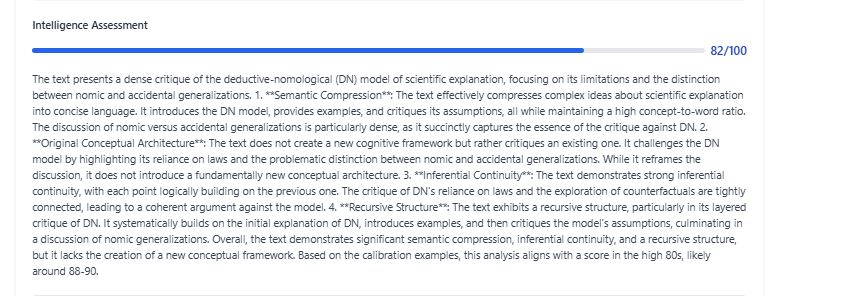 Intelligence Assessment
82/100
The text presents a dense critique of the deductive-nomological (DN) model of scientific explanation, focusing on its limitations and the distinction
between nomic and accidental generalizations. 1. **Semantic Compression**: The text effectively compresses complex ideas about scientific explanation
into concise language. It introduces the DN model, provides examples, and critiques its assumptions, all while maintaining a high concept-to-word ratio.
The discussion of nomic versus accidental generalizations is particularly dense, as it succinctly captures the essence of the critique against DN. 2.
**Original Conceptual Architecture**: The text does not create a new cognitive framework but rather critiques an existing one. It challenges the DN
model by highlighting its reliance on laws and the problematic distinction between nomic and accidental generalizations. While it reframes the
discussion, it does not introduce a fundamentally new conceptual architecture. 3. **Inferential Continuity**: The text demonstrates strong inferential
continuity, with each point logically building on the previous one. The critique of DN's reliance on laws and the exploration of counterfactuals are tightly
connected, leading to a coherent argument against the model. 4. **Recursive Structure**: The text exhibits a recursive structure, particularly in its layered
critique of DN. It systematically builds on the initial explanation of DN, introduces examples, and then critiques the model's assumptions, culminating in
a discussion of nomic generalizations. Overall, the text demonstrates significant semantic compression, inferential continuity, and a recursive structure,
but it lacks the creation of a new conceptual framework. Based on the calibration examples, this analysis aligns with a score in the high 80s, likely
around 88-90.